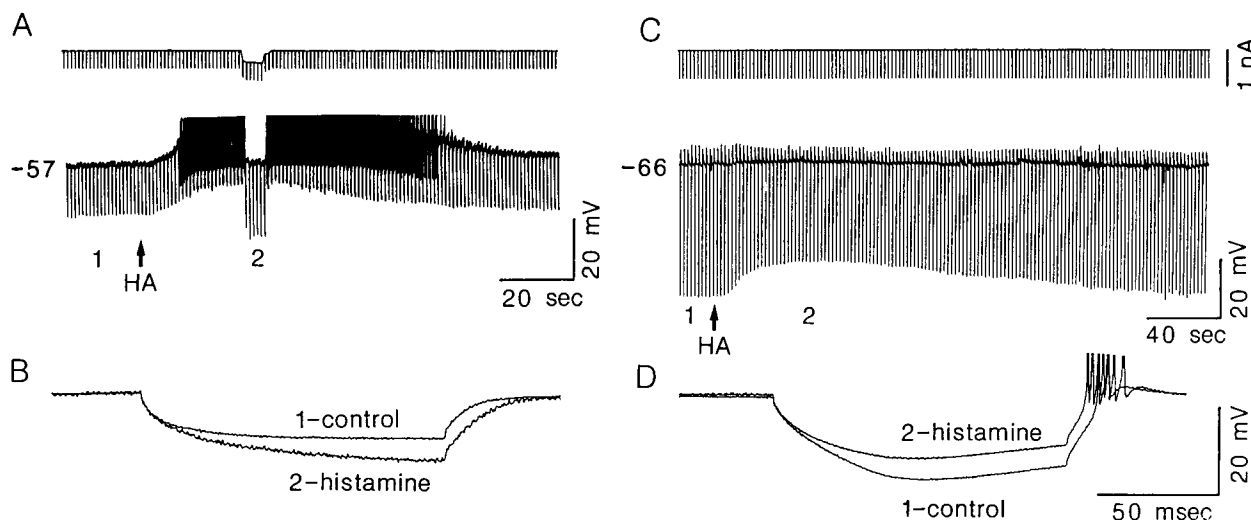 A
-57
1
HA
2
20 mV
20 sec
B
1-control
2-histamine
C
1 nA
-66
1
HA
2
20 mV
40 sec
D
2-histamine
1-control
20 mV
50 msec